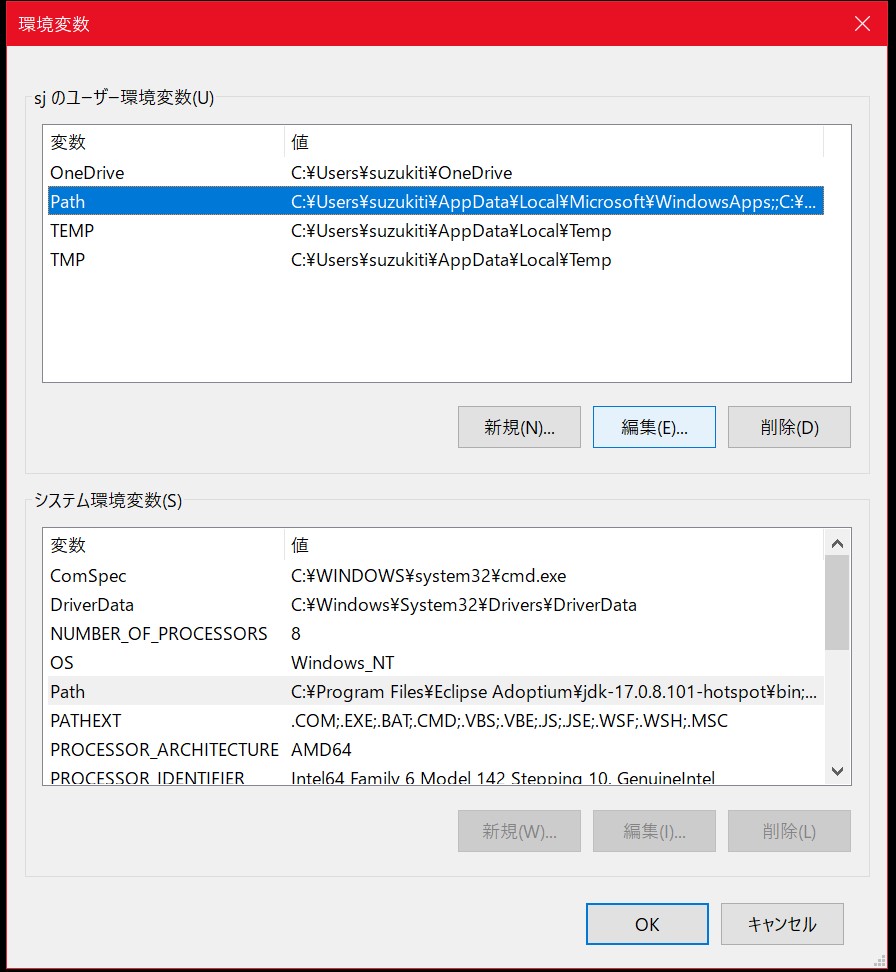 環境変数
sj のユーザー環境変数(U)
変数 値
OneDrive C:¥Users¥suzukiti¥OneDrive
Path C:¥Users¥suzukiti¥AppData¥Local¥Microsoft¥WindowsApps;;C:¥...
TEMP C:¥Users¥suzukiti¥AppData¥Local¥Temp
TMP C:¥Users¥suzukiti¥AppData¥Local¥Temp
新規(N)... 編集(E)... 削除(D)
システム環境変数(S)
変数 値
ComSpec C:¥WINDOWS¥system32¥cmd.exe
DriverData C:¥Windows¥System32¥Drivers¥DriverData
NUMBER_OF_PROCESSORS 8
OS Windows_NT
Path C:¥Program Files¥Eclipse Adoptium¥jdk-17.0.8.101-hotspot¥bin;...
PATHEXT .COM;.EXE;.BAT;.CMD;.VBS;.VBE;.JS;.JSE;.WSF;.WSH;.MSC
PROCESSOR_ARCHITECTURE AMD64
PROCESSOR_IDENTIFIER Intel64 Family 6 Model 142 Stepping 10, GenuineIntel
新規(W)... 編集(I)... 削除(L)
OK キャンセル